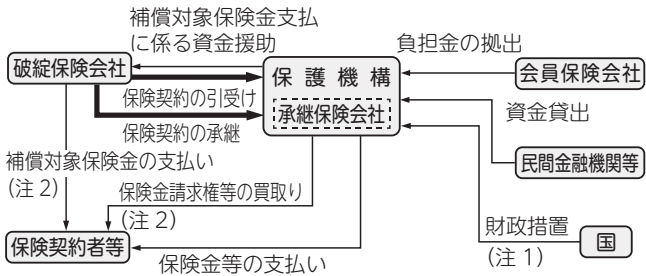 補償対象保険金支払
に係る資金援助
負担金の拠出
破綻保険会社
保護機構
会員保険会社
保険契約の引受け
承継保険会社
資金貸出
保険契約の承継
補償対象保険金の支払い
(注2)
民間金融機関等
保険金請求権等の買取り
(注2)
財政措置
(注1)
国
保険契約者等
保険金等の支払い